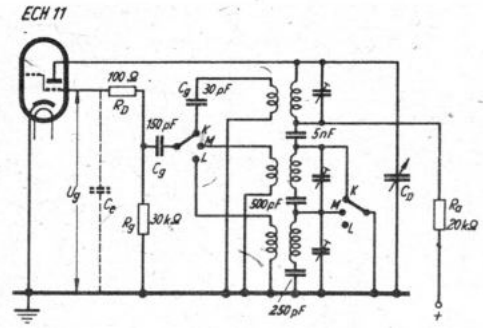 ECH 11
100 Ω
R_D
C_g
30 pF
150 pF
C_g
K
M
L
5nF
U_g
C_e
R_g
30 kΩ
500 pF
K
M
L
C_D
R_a
20 kΩ
250 pF
+